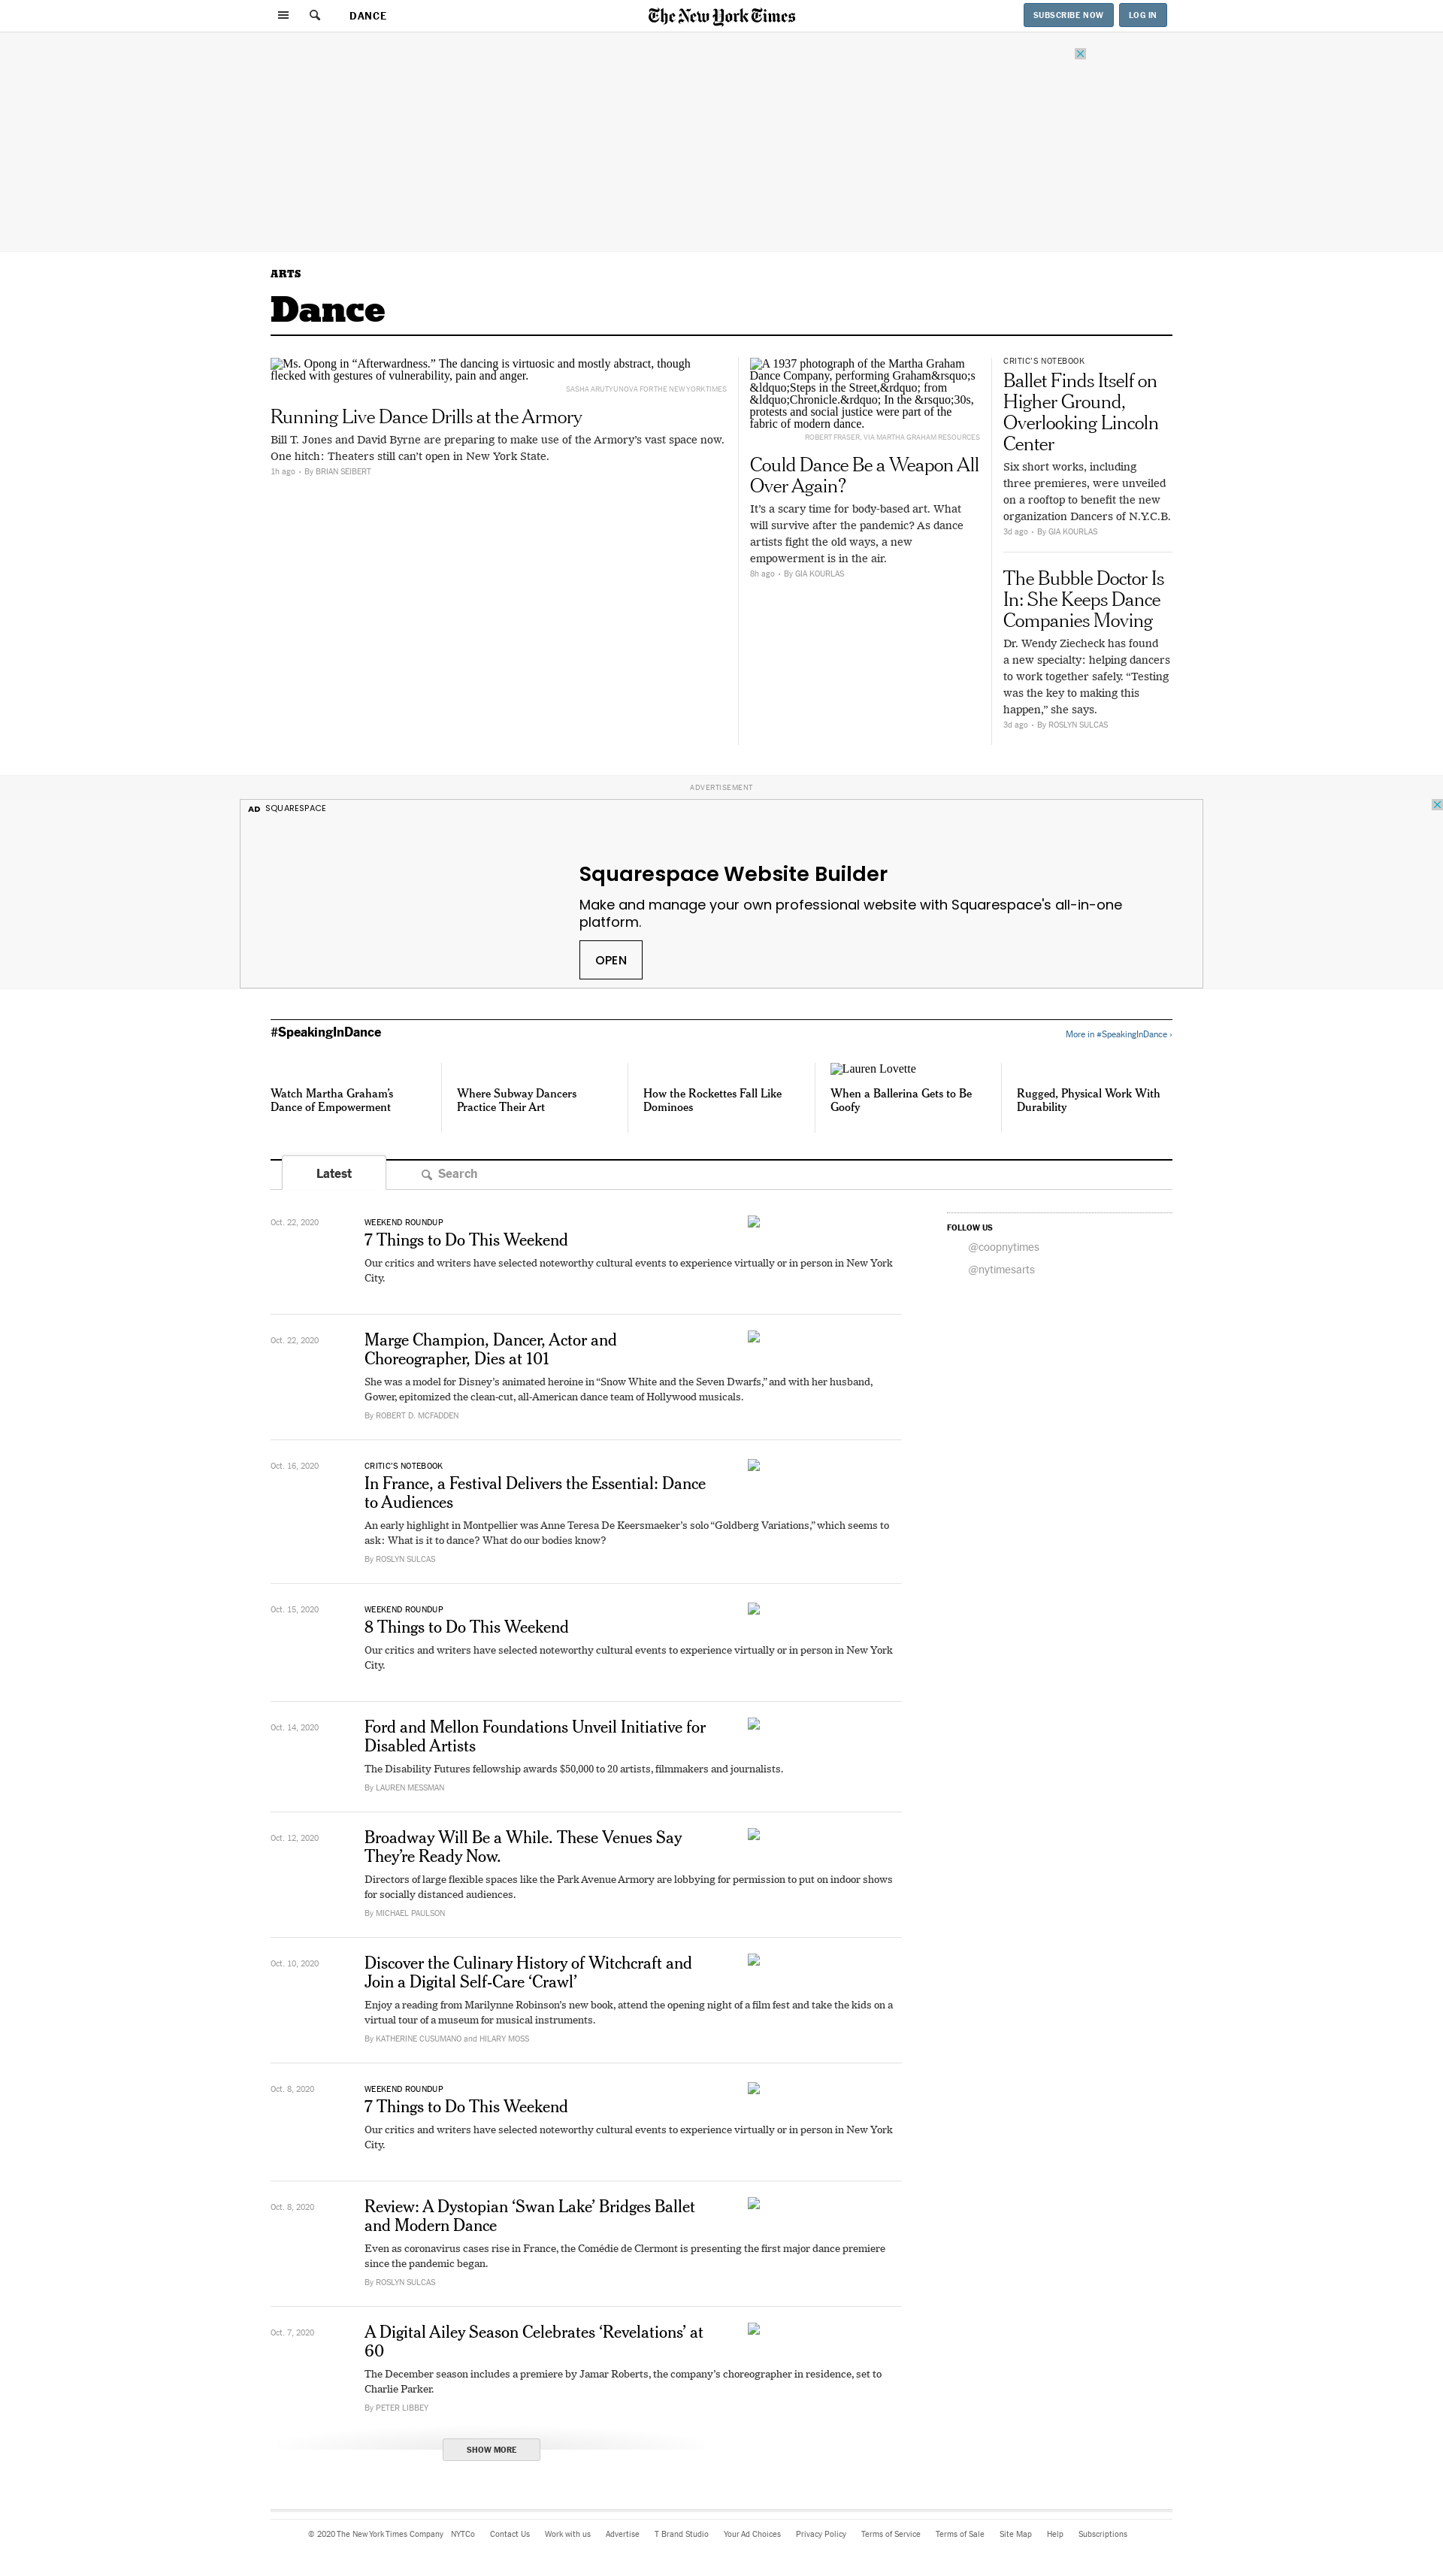 DANCE
The New York Times
SUBSCRIBE NOW
LOG IN
ARTS
Dance
Ms. Opong in “Afterwardness.” The dancing is virtuosic and mostly abstract, though
flecked with gestures of vulnerability, pain and anger.
SASHA ARUTYUNOVA FOR THE NEW YORK TIMES
Running Live Dance Drills at the Armory
Bill T. Jones and David Byrne are preparing to make use of the Armory’s vast space now.
One hitch: Theaters still can’t open in New York State.
1h ago • By BRIAN SEIBERT
A 1937 photograph of the Martha Graham
Dance Company, performing Graham&rsquo;s
&ldquo;Steps in the Street,&rdquo; from
&ldquo;Chronicle.&rdquo; In the &rsquo;30s,
protests and social justice were part of the
fabric of modern dance.
ROBERT FRASER, VIA MARTHA GRAHAM RESOURCES
Could Dance Be a Weapon All
Over Again?
It’s a scary time for body-based art. What
will survive after the pandemic? As dance
artists fight the old ways, a new
empowerment is in the air.
8h ago • By GIA KOURLAS
CRITIC’S NOTEBOOK
Ballet Finds Itself on
Higher Ground,
Overlooking Lincoln
Center
Six short works, including
three premieres, were unveiled
on a rooftop to benefit the new
organization Dancers of N.Y.C.B.
3d ago • By GIA KOURLAS
The Bubble Doctor Is
In: She Keeps Dance
Companies Moving
Dr. Wendy Ziecheck has found
a new specialty: helping dancers
to work together safely. “Testing
was the key to making this
happen,” she says.
3d ago • By ROSLYN SULCAS
ADVERTISEMENT
AD SQUARESPACE
Squarespace Website Builder
Make and manage your own professional website with Squarespace's all-in-one
platform.
OPEN
#SpeakingInDance
More in #SpeakingInDance ›
Watch Martha Graham’s
Dance of Empowerment
Where Subway Dancers
Practice Their Art
How the Rockettes Fall Like
Dominoes
Lauren Lovette
When a Ballerina Gets to Be
Goofy
Rugged, Physical Work With
Durability
Latest
Search
Oct. 22, 2020
WEEKEND ROUNDUP
7 Things to Do This Weekend
Our critics and writers have selected noteworthy cultural events to experience virtually or in person in New York
City.
FOLLOW US
@coopnytimes
@nytimesarts
Oct. 22, 2020
Marge Champion, Dancer, Actor and
Choreographer, Dies at 101
She was a model for Disney’s animated heroine in “Snow White and the Seven Dwarfs,” and with her husband,
Gower, epitomized the clean-cut, all-American dance team of Hollywood musicals.
By ROBERT D. MCFADDEN
Oct. 16, 2020
CRITIC’S NOTEBOOK
In France, a Festival Delivers the Essential: Dance
to Audiences
An early highlight in Montpellier was Anne Teresa De Keersmaeker’s solo “Goldberg Variations,” which seems to
ask: What is it to dance? What do our bodies know?
By ROSLYN SULCAS
Oct. 15, 2020
WEEKEND ROUNDUP
8 Things to Do This Weekend
Our critics and writers have selected noteworthy cultural events to experience virtually or in person in New York
City.
Oct. 14, 2020
Ford and Mellon Foundations Unveil Initiative for
Disabled Artists
The Disability Futures fellowship awards $50,000 to 20 artists, filmmakers and journalists.
By LAUREN MESSMAN
Oct. 12, 2020
Broadway Will Be a While. These Venues Say
They’re Ready Now.
Directors of large flexible spaces like the Park Avenue Armory are lobbying for permission to put on indoor shows
for socially distanced audiences.
By MICHAEL PAULSON
Oct. 10, 2020
Discover the Culinary History of Witchcraft and
Join a Digital Self-Care ‘Crawl’
Enjoy a reading from Marilynne Robinson’s new book, attend the opening night of a film fest and take the kids on a
virtual tour of a museum for musical instruments.
By KATHERINE CUSUMANO and HILARY MOSS
Oct. 8, 2020
WEEKEND ROUNDUP
7 Things to Do This Weekend
Our critics and writers have selected noteworthy cultural events to experience virtually or in person in New York
City.
Oct. 8, 2020
Review: A Dystopian ‘Swan Lake’ Bridges Ballet
and Modern Dance
Even as coronavirus cases rise in France, the Comédie de Clermont is presenting the first major dance premiere
since the pandemic began.
By ROSLYN SULCAS
Oct. 7, 2020
A Digital Ailey Season Celebrates ‘Revelations’ at
60
The December season includes a premiere by Jamar Roberts, the company’s choreographer in residence, set to
Charlie Parker.
By PETER LIBBEY
SHOW MORE
© 2020 The New York Times Company NYTCo Contact Us Work with us Advertise T Brand Studio Your Ad Choices Privacy Policy Terms of Service Terms of Sale Site Map Help Subscriptions